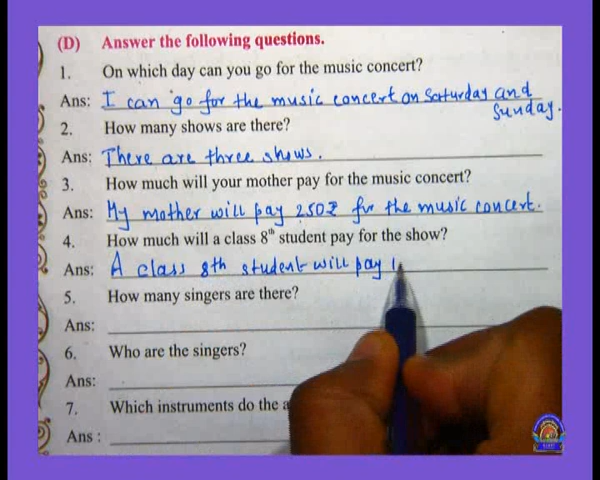 (D) Answer the following questions.
1. On which day can you go for the music concert?
Ans: I can go for the music concert on Saturday and
Sunday.
2. How many shows are there?
Ans: There are three shows.
3. How much will your mother pay for the music concert?
Ans: My mother will pay 250₹ for the music concert.
4. How much will a class 8th student pay for the show?
Ans: A class 8th student will pay
5. How many singers are there?
Ans:
6. Who are the singers?
Ans:
7. Which instruments do the a
Ans :